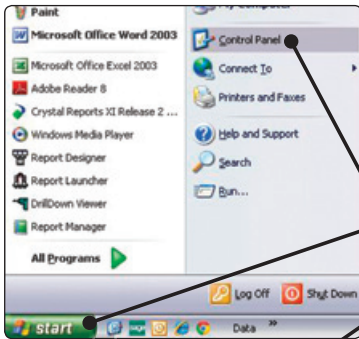 Paint
My Computer
Microsoft Office Word 2003
Control Panel
Microsoft Office Excel 2003
Connect To
Adobe Reader 8
Printers and Faxes
Crystal Reports XI Release 2 ...
Windows Media Player
Help and Support
Report Designer
Search
Report Launcher
Run...
DrillDown Viewer
Report Manager
All Programs
Log Off
Shut Down
start
Data
»